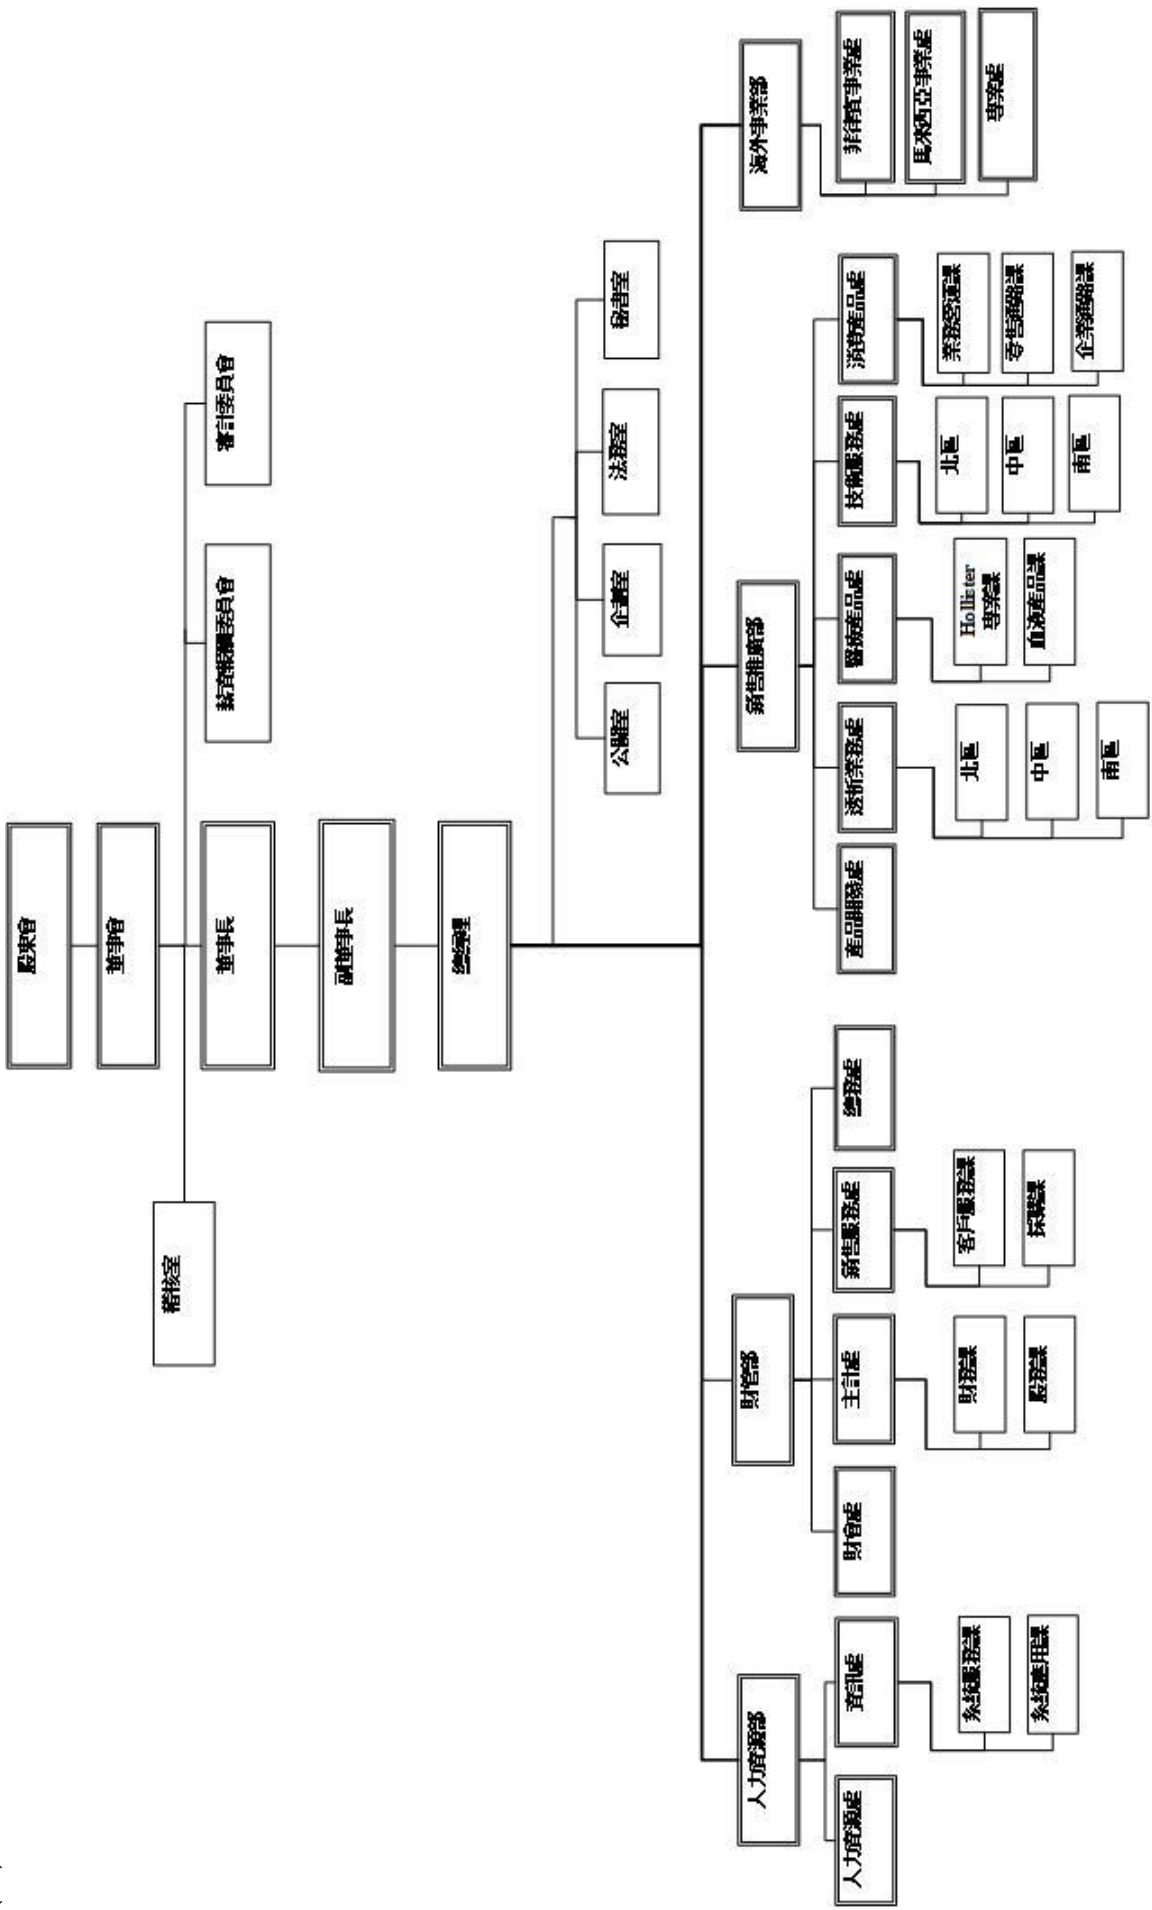 股東會
董事會
審計委員會
薪資報酬委員會
稽核室
董事長
副董事長
總經理
公關室
企劃室
法務室
秘書室
人力資源部
財管部
銷售推廣部
海外事業部
人力資源處
資訊處
系統服務課
系統應用課
財會處
主計處
財務課
股務課
銷售服務處
客戶服務課
採購課
總務處
產品開發處
透析業務處
北區
中區
南區
醫療產品處
Hollister
專案課
血液產品課
技術服務處
北區
中區
南區
消費產品處
業務營運課
零售通路課
企業通路課
菲律賓事業處
馬來西亞事業處
專案處